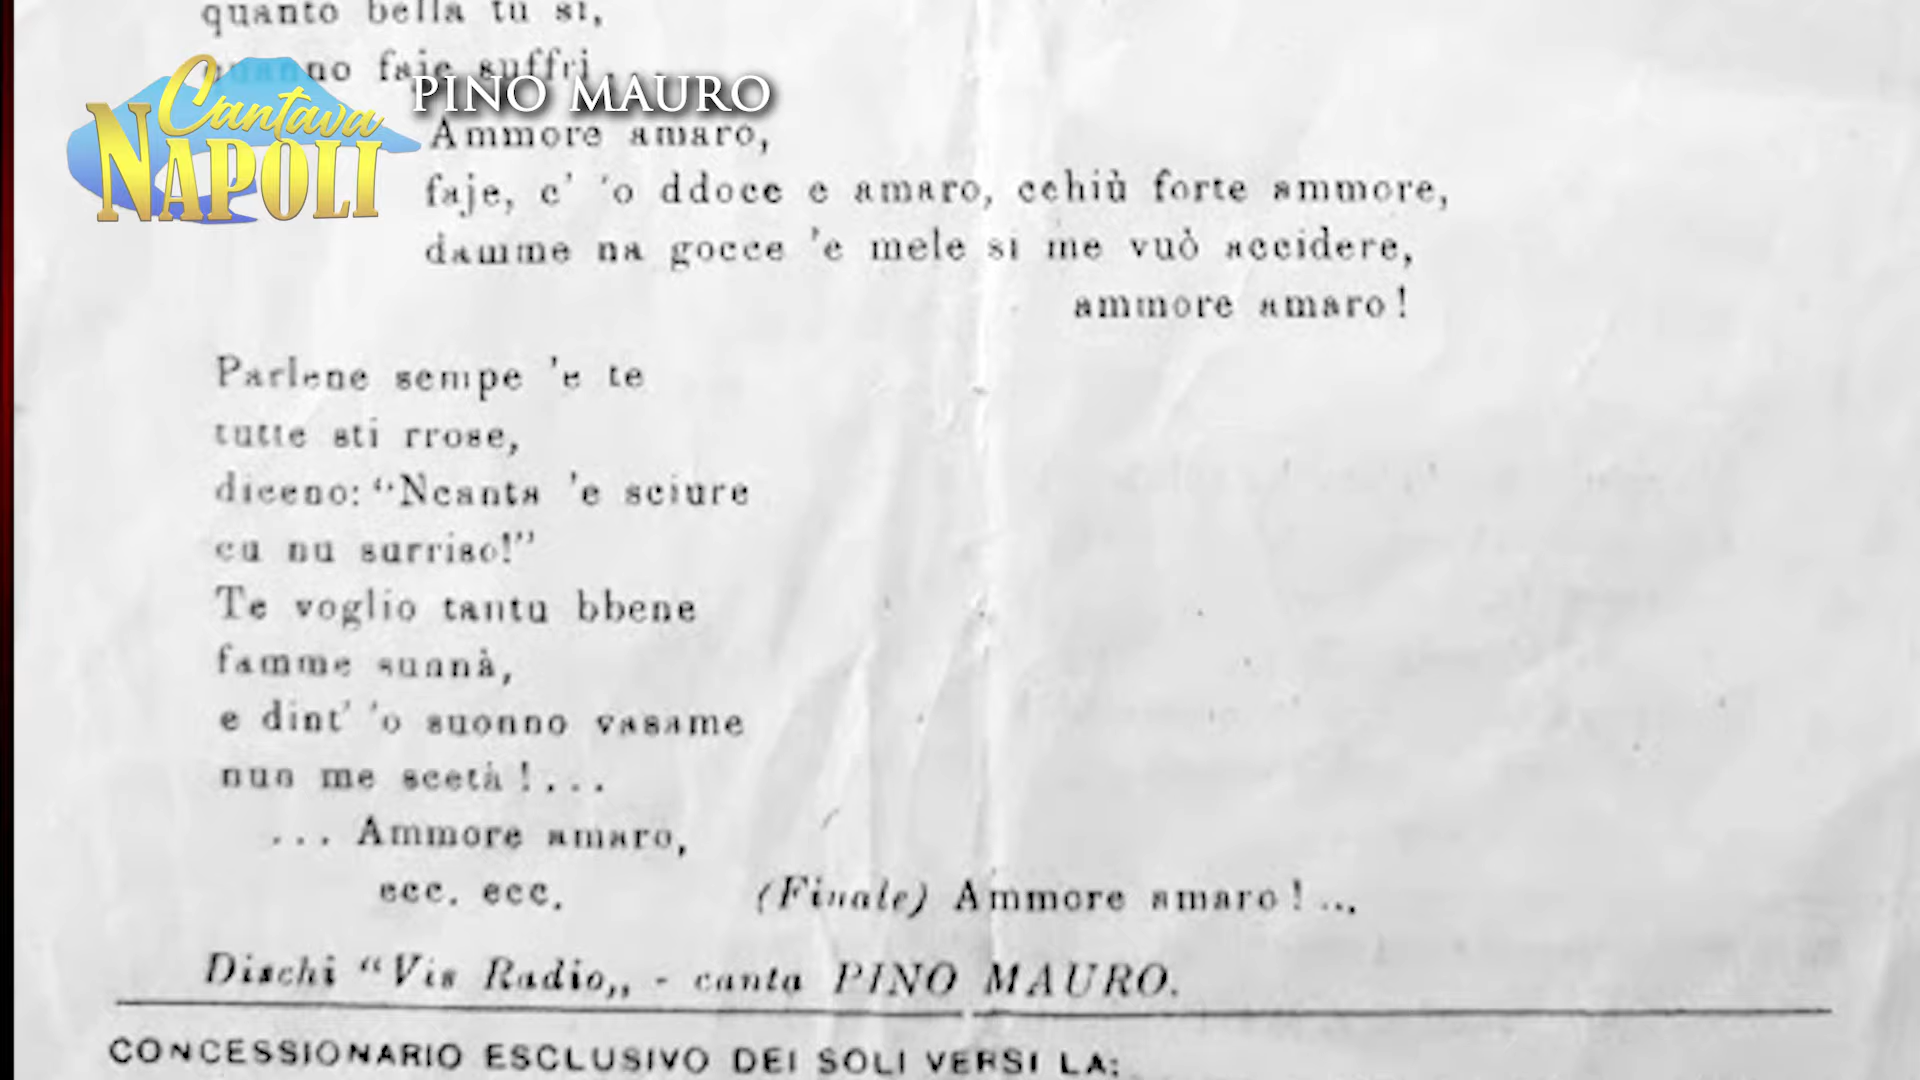 quanto bella tu si,
quanno faje suffrì
Cantava
NAPOLI
PINO MAURO
Ammore amaro,
faje, c' 'o ddoce e amaro, cchiù forte ammore,
damme na gocce 'e mele si me vuò accidere,
ammore amaro!
Parlene sempe 'e te
tutte sti rrose,
diceno: “Ncanta 'e sciure
cu nu surriso!”
Te voglio tantu bbene
famme sunnà,
e dint' 'o suonno vasame
nun me scetà!...
... Ammore amaro,
ecc. ecc.
(Finale) Ammore amaro!...
Dischi “Vis Radio„ - canta PINO MAURO.
CONCESSIONARIO ESCLUSIVO DEI SOLI VERSI LA: